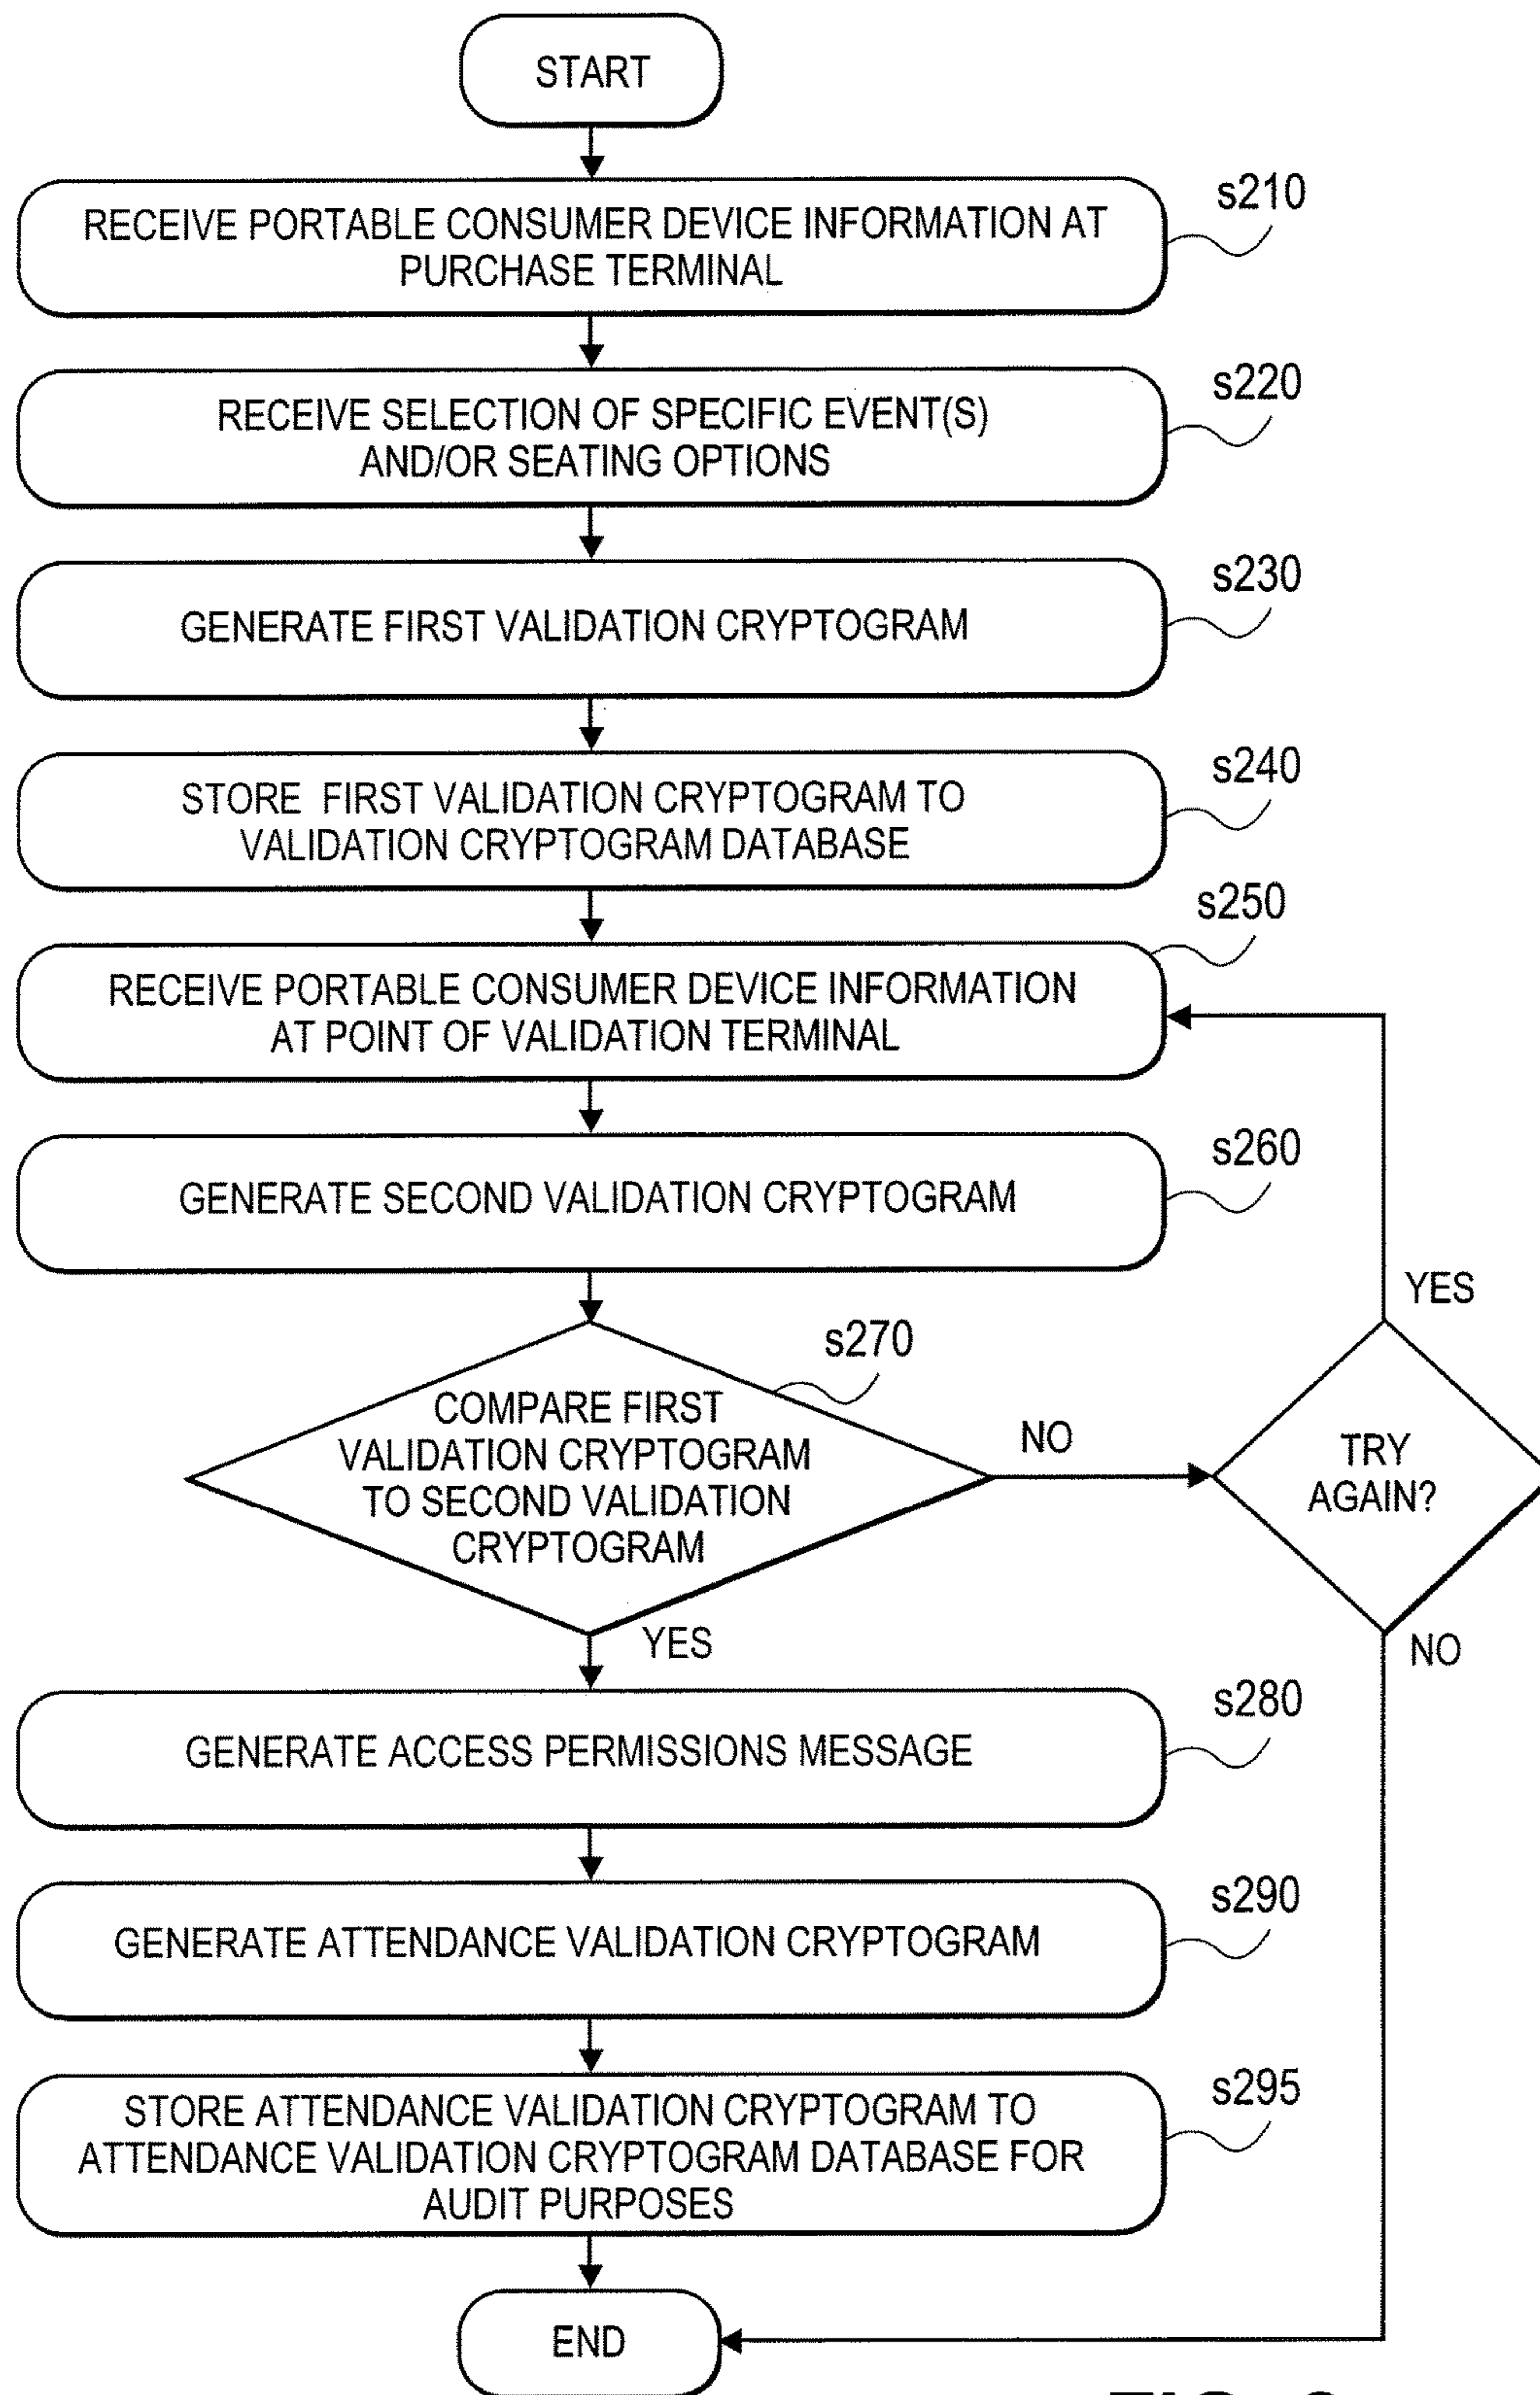 START
RECEIVE PORTABLE CONSUMER DEVICE INFORMATION AT
PURCHASE TERMINAL
s210
RECEIVE SELECTION OF SPECIFIC EVENT(S)
AND/OR SEATING OPTIONS
s220
GENERATE FIRST VALIDATION CRYPTOGRAM
s230
STORE FIRST VALIDATION CRYPTOGRAM TO
VALIDATION CRYPTOGRAM DATABASE
s240
RECEIVE PORTABLE CONSUMER DEVICE INFORMATION
AT POINT OF VALIDATION TERMINAL
s250
GENERATE SECOND VALIDATION CRYPTOGRAM
s260
COMPARE FIRST
VALIDATION CRYPTOGRAM
TO SECOND VALIDATION
CRYPTOGRAM
s270
NO
TRY
AGAIN?
YES
NO
YES
GENERATE ACCESS PERMISSIONS MESSAGE
s280
GENERATE ATTENDANCE VALIDATION CRYPTOGRAM
s290
STORE ATTENDANCE VALIDATION CRYPTOGRAM TO
ATTENDANCE VALIDATION CRYPTOGRAM DATABASE FOR
AUDIT PURPOSES
s295
END